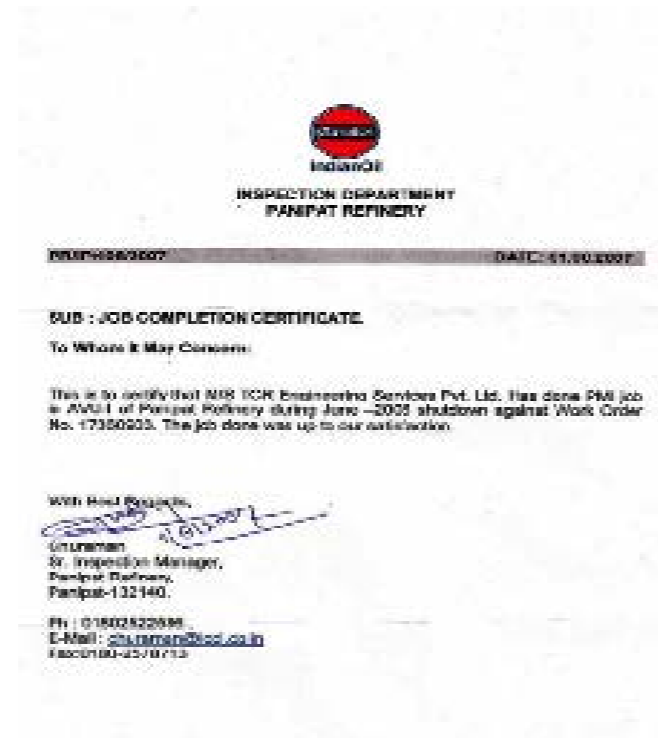 IndianOil
INSPECTION DEPARTMENT
PANIPAT REFINERY
SUB : JOB COMPLETION CERTIFICATE.
To Whom It May Concern:
This is to certify that M/S TCR Engineering Services Pvt. Ltd. Has done PMI job
in AVU-I of Panipat Refinery during June shutdown against Work Order
No. The job done was up to our satisfaction.
With Best Regards,
Churaman
Sr. Inspection Manager,
Panipat Refinery,
Panipat-132140.
Ph :
E-Mail :